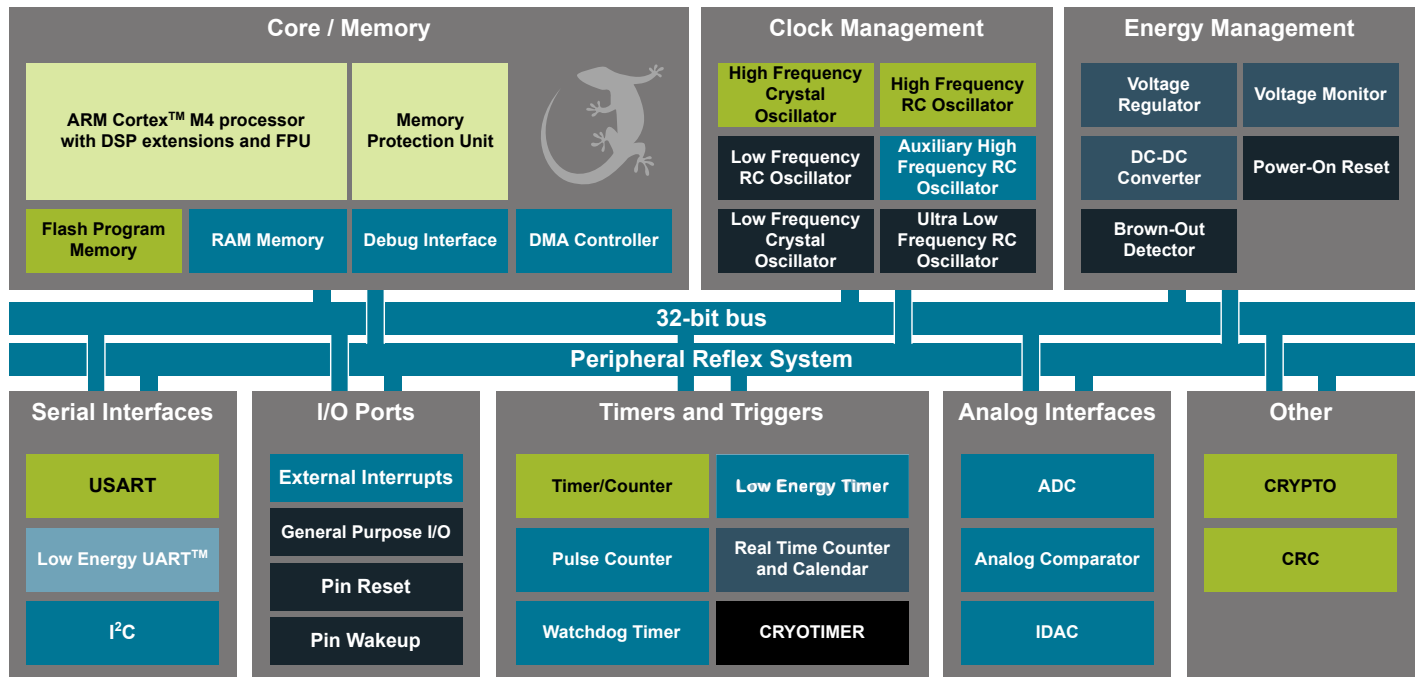 Core / Memory
ARM Cortex™ M4 processor
with DSP extensions and FPU
Memory
Protection Unit
Flash Program
Memory
RAM Memory
Debug Interface
DMA Controller
Clock Management
High Frequency
Crystal
Oscillator
High Frequency
RC Oscillator
Low Frequency
RC Oscillator
Auxiliary High
Frequency RC
Oscillator
Low Frequency
Crystal
Oscillator
Ultra Low
Frequency RC
Oscillator
Energy Management
Voltage
Regulator
Voltage Monitor
DC-DC
Converter
Power-On Reset
Brown-Out
Detector
32-bit bus
Peripheral Reflex System
Serial Interfaces
USART
Low Energy UART™
I²C
I/O Ports
External Interrupts
General Purpose I/O
Pin Reset
Pin Wakeup
Timers and Triggers
Timer/Counter
Low Energy Timer
Pulse Counter
Real Time Counter
and Calendar
Watchdog Timer
CRYOTIMER
Analog Interfaces
ADC
Analog Comparator
IDAC
Other
CRYPTO
CRC